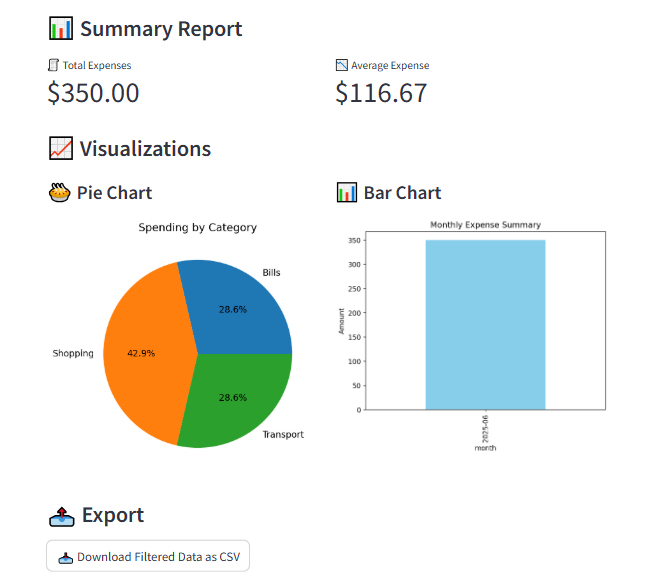 Summary Report
Total Expenses
$350.00
Average Expense
$116.67
Visualizations
Pie Chart
Spending by Category
Bills
28.6%
Shopping
42.9%
28.6%
Transport
Bar Chart
Monthly Expense Summary
350
300
250
200
150
100
50
0
Amount
2025-06
month
Export
Download Filtered Data as CSV